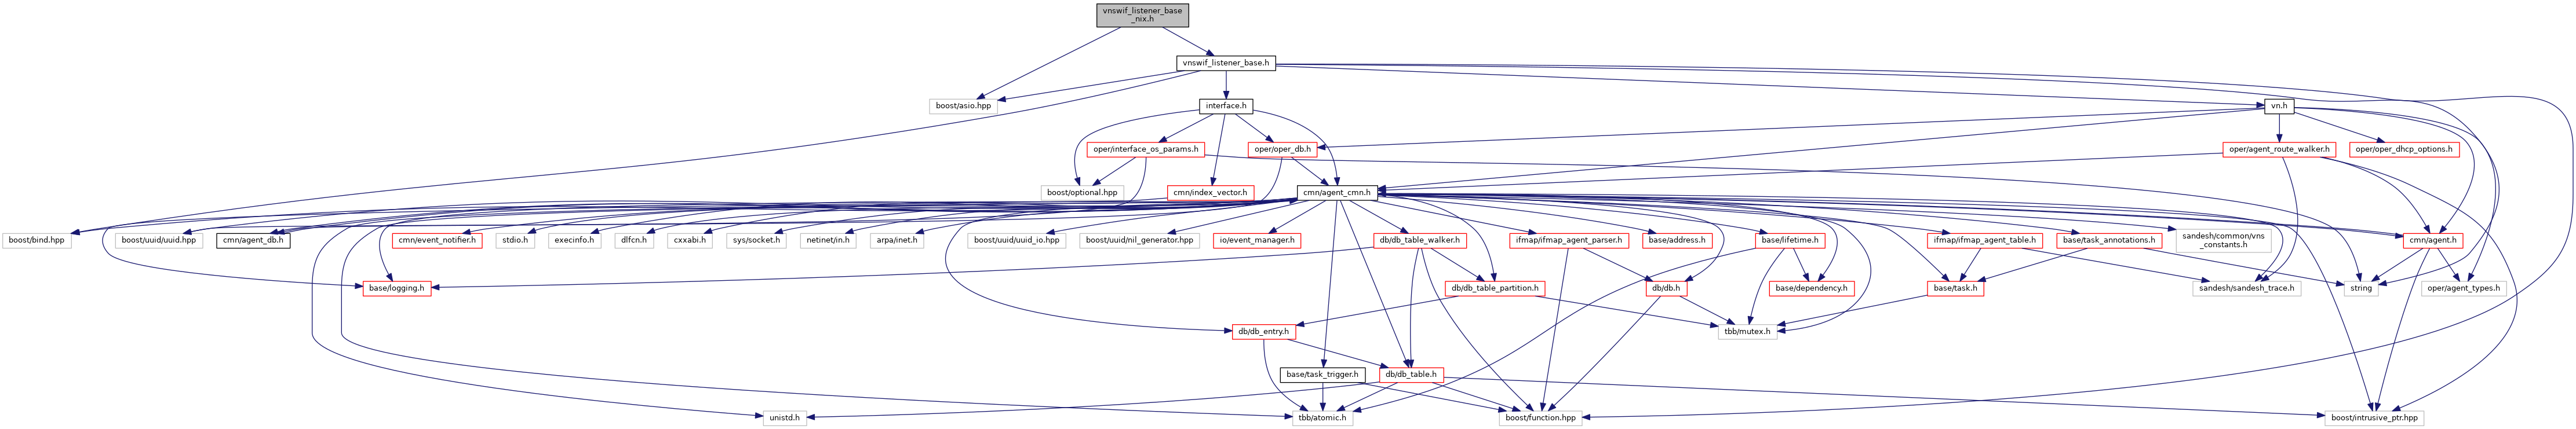 vnswif_listener_base
_nix.h
vnswif_listener_base.h
boost/asio.hpp
interface.h
vn.h
oper/interface_os_params.h
oper/oper_db.h
oper/agent_route_walker.h
oper/oper_dhcp_options.h
boost/optional.hpp
cmn/index_vector.h
cmn/agent_cmn.h
boost/bind.hpp
boost/uuid/uuid.hpp
cmn/agent_db.h
cmn/event_notifier.h
stdio.h
execinfo.h
dlfcn.h
cxxabi.h
sys/socket.h
netinet/in.h
arpa/inet.h
boost/uuid/uuid_io.hpp
boost/uuid/nil_generator.hpp
io/event_manager.h
db/db_table_walker.h
ifmap/ifmap_agent_parser.h
base/address.h
base/lifetime.h
ifmap/ifmap_agent_table.h
base/task_annotations.h
sandesh/common/vns
_constants.h
cmn/agent.h
base/logging.h
db/db_table_partition.h
db/db.h
base/dependency.h
base/task.h
sandesh/sandesh_trace.h
string
oper/agent_types.h
db/db_entry.h
tbb/mutex.h
base/task_trigger.h
db/db_table.h
unistd.h
tbb/atomic.h
boost/function.hpp
boost/intrusive_ptr.hpp